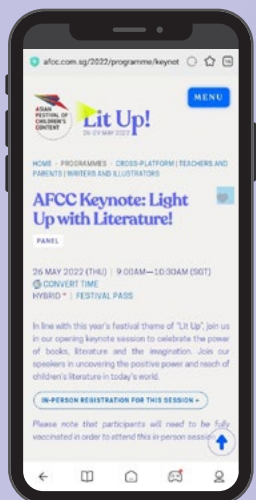 afcc.com.sg/2022/programme/keynot
ASIAN
FESTIVAL OF
CHILDREN'S
CONTENT
Lit Up!
26-29 MAY 2022
MENU
HOME · PROGRAMMES · CROSS-PLATFORM | TEACHERS AND
PARENTS | WRITERS AND ILLUSTRATORS
AFCC Keynote: Light
Up with Literature!
PANEL
26 MAY 2022 (THU) | 9:00AM—10:30AM (SGT)
CONVERT TIME
HYBRID * | FESTIVAL PASS
In line with this year's festival theme of "Lit Up", join us
in our opening keynote session to celebrate the power
of books, literature and the imagination. Join our
speakers in uncovering the positive power and reach of
children's literature in today's world.
IN-PERSON REGISTRATION FOR THIS SESSION »
Please note that participants will need to be fully
vaccinated in order to attend this in-person session.